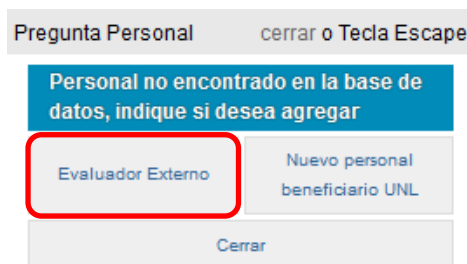 Pregunta Personal cerrar o Tecla Escape
Personal no encontrado en la base de
datos, indique si desea agregar
Evaluador Externo
Nuevo personal
beneficiario UNL
Cerrar